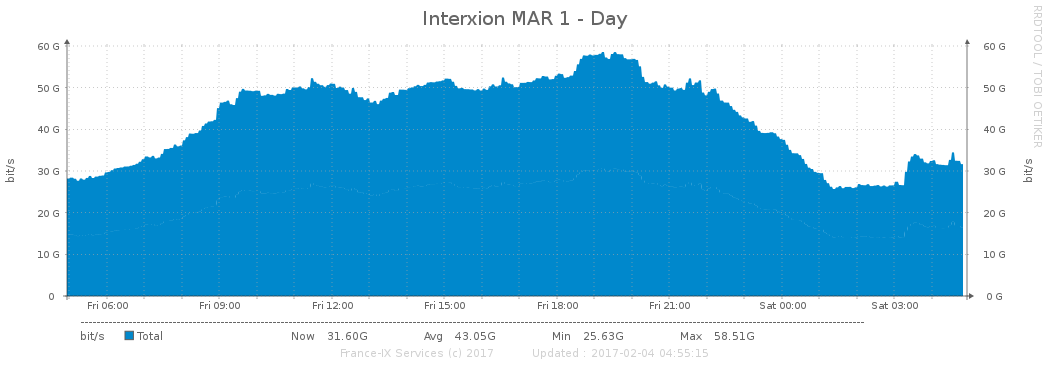 Interxion MAR 1 - Day
RRDTOOL / TOBI OETIKER
bit/s
bit/s
60 G
60 G
50 G
50 G
40 G
40 G
30 G
30 G
20 G
20 G
10 G
10 G
0
0 G
Fri 06:00 Fri 09:00 Fri 12:00 Fri 15:00 Fri 18:00 Fri 21:00 Sat 00:00 Sat 03:00
bit/s Total Now 31.60G Avg 43.05G Min 25.63G Max 58.51G
France-IX Services (c) 2017 Updated : 2017-02-04 04:55:15